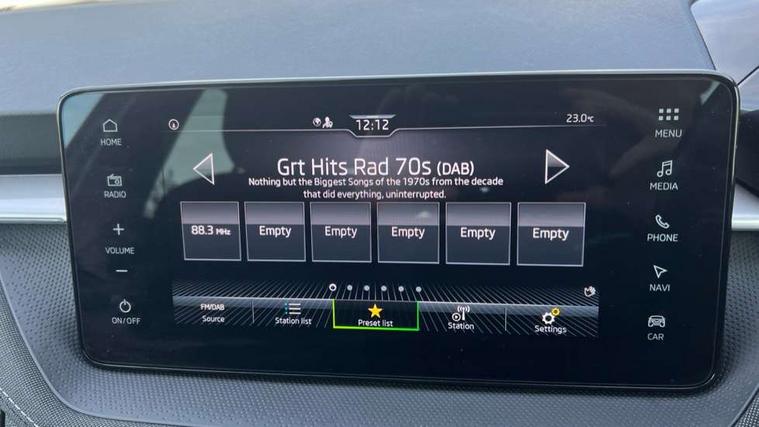 12:12
23.0°C
HOME
RADIO
VOLUME
ON/OFF
Grt Hits Rad 70s (DAB)
Nothing but the Biggest Songs of the 1970s from the decade
that did everything, uninterrupted.
88.3 MHz
Empty
Empty
Empty
Empty
Empty
FM/DAB
Source
Station list
Preset list
Station
Settings
MENU
MEDIA
PHONE
NAVI
CAR